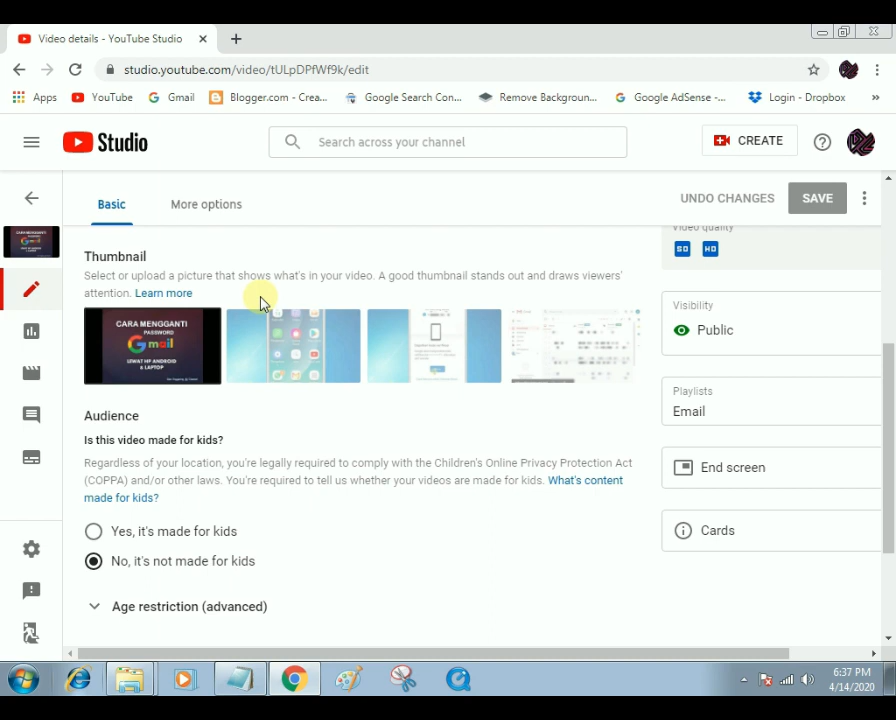 Video details - YouTube Studio
studio.youtube.com/video/tULpDPfWf9k/edit
Apps YouTube Gmail Blogger.com - Crea... Google Search Con... Remove Backgroun... Google AdSense -... Login - Dropbox »
Studio
Search across your channel
CREATE
Basic
More options
UNDO CHANGES
SAVE
Video quality
SD HD
Thumbnail
Select or upload a picture that shows what's in your video. A good thumbnail stands out and draws viewers'
attention. Learn more
CARA MENGGANTI
PASSWORD
Gmail
LEWAT HP ANDROID
& LAPTOP
Visibility
Public
Playlists
Email
End screen
Cards
Audience
Is this video made for kids?
Regardless of your location, you're legally required to comply with the Children's Online Privacy Protection Act
(COPPA) and/or other laws. You're required to tell us whether your videos are made for kids. What's content
made for kids?
Yes, it's made for kids
No, it's not made for kids
Age restriction (advanced)
6:37 PM
4/14/2020